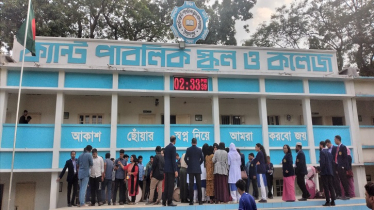 ক্যান্ট পাবলিক স্কুল ও কলেজ
02:33
আকাশ ছোঁয়ার স্বপ্ন নিয়ে আমরা করবো জয়